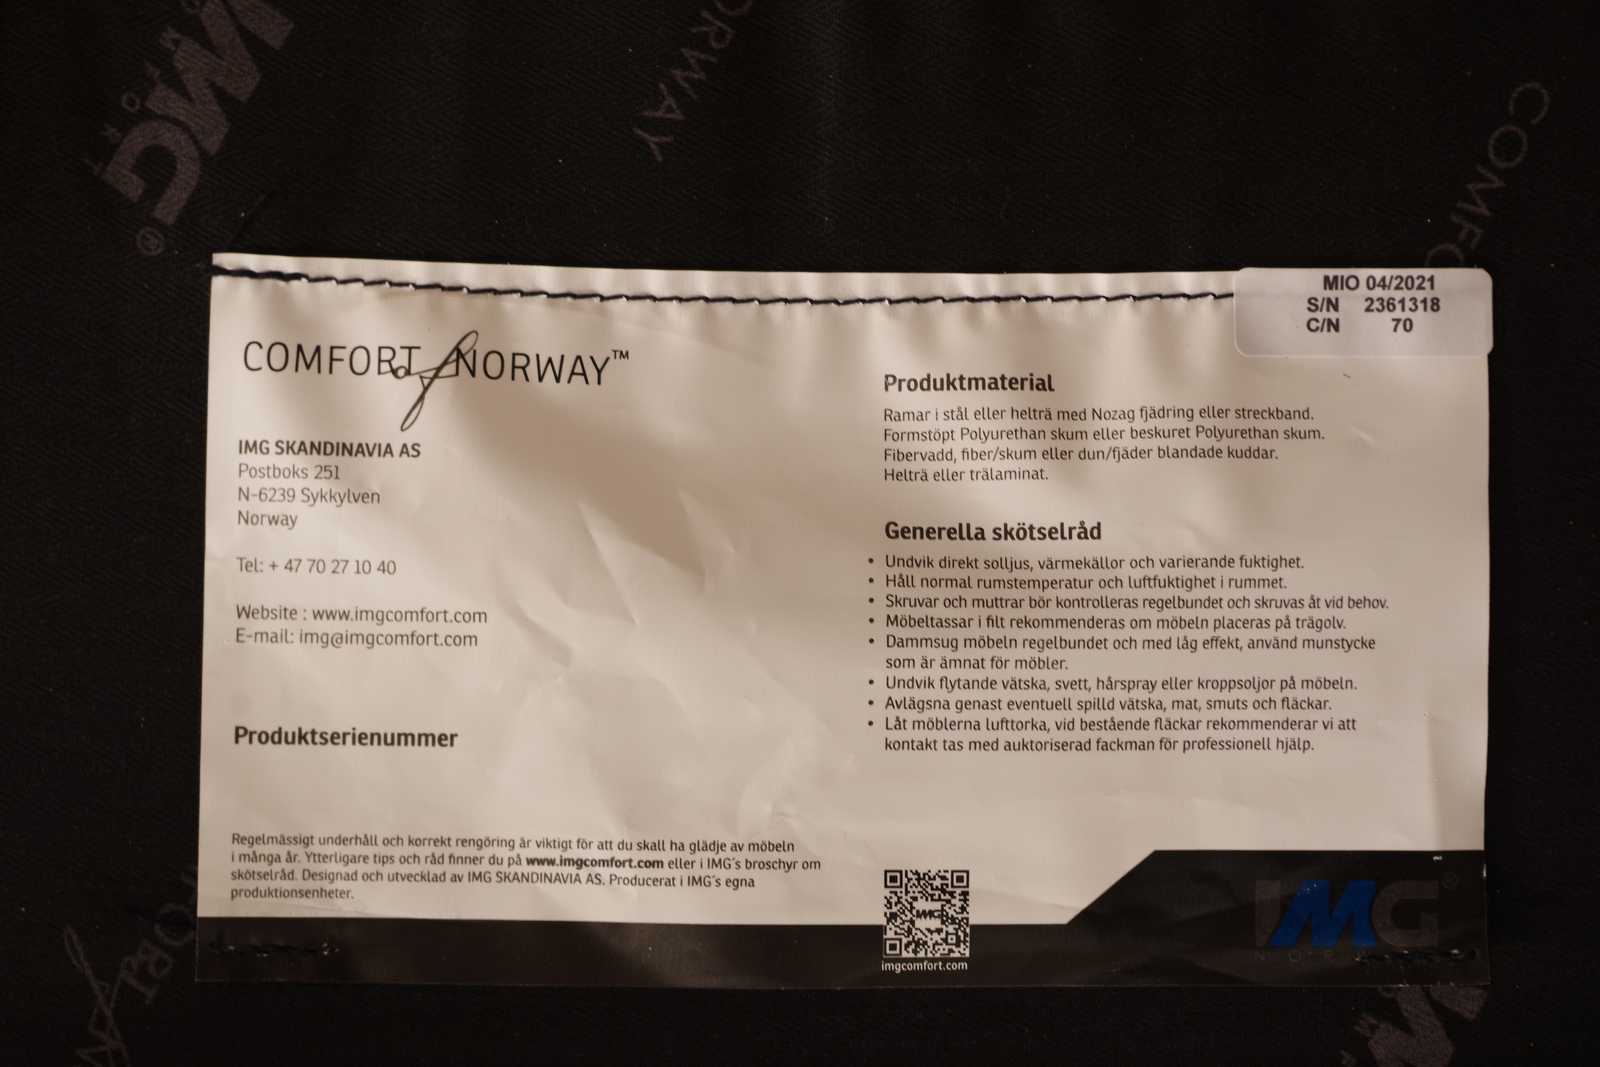 IMG
®
NORWAY
COMFO
MIO 04/2021
S/N 2361318
C/N 70
COMFORT of NORWAY™
IMG SKANDINAVIA AS
Postboks 251
N-6239 Sykkylven
Norway
Tel: + 47 70 27 10 40
Website : www.imgcomfort.com
E-mail: img@imgcomfort.com
Produktserienummer
Regelmässigt underhåll och korrekt rengöring är viktigt för att du skall ha glädje av möbeln
i många år. Ytterligare tips och råd finner du på www.imgcomfort.com eller i IMG´s broschyr om
skötselråd. Designad och utvecklad av IMG SKANDINAVIA AS. Producerat i IMG´s egna
produktionsenheter.
Produktmaterial
Ramar i stål eller helträ med Nozag fjädring eller streckband.
Formstöpt Polyurethan skum eller beskuret Polyurethan skum.
Fibervadd, fiber/skum eller dun/fjäder blandade kuddar.
Helträ eller trälaminat.
Generella skötselråd
• Undvik direkt solljus, värmekällor och varierande fuktighet.
• Håll normal rumstemperatur och luftfuktighet i rummet.
• Skruvar och muttrar bör kontrolleras regelbundet och skruvas åt vid behov.
• Möbeltassar i filt rekommenderas om möbeln placeras på trägolv.
• Dammsug möbeln regelbundet och med låg effekt, använd munstycke
som är ämnat för möbler.
• Undvik flytande vätska, svett, hårspray eller kroppsoljor på möbeln.
• Avlägsna genast eventuell spilld vätska, mat, smuts och fläckar.
• Låt möblerna lufttorka, vid bestående fläckar rekommenderar vi att
kontakt tas med auktoriserad fackman för professionell hjälp.
IMG
imgcomfort.com
IMG®